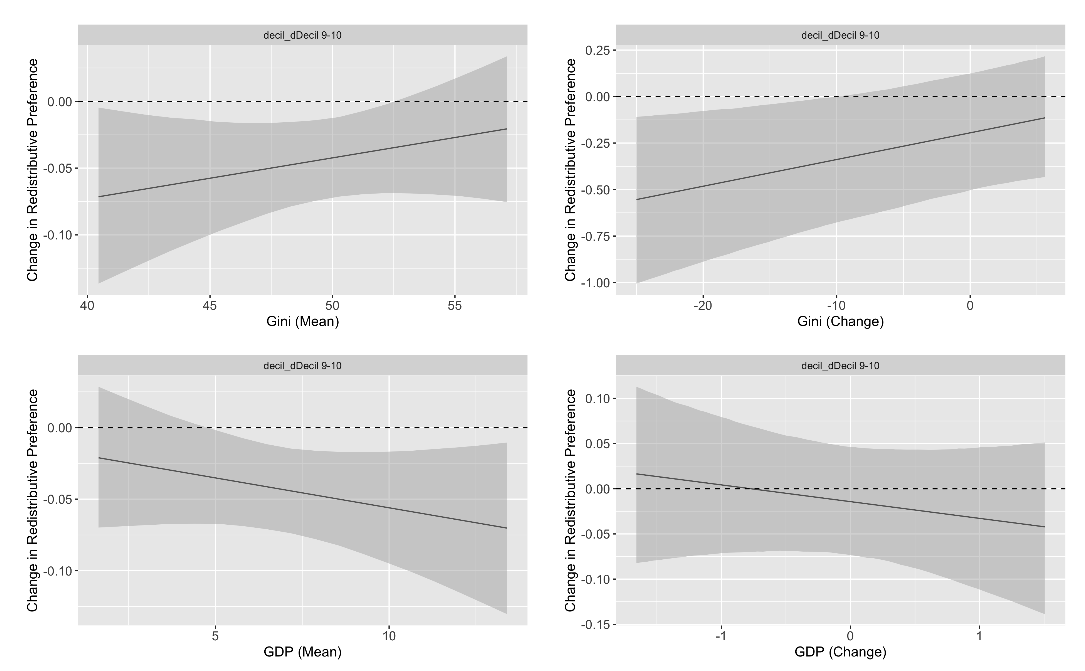 decil_dDecil 9-10
Change in Redistributive Preference
0.00
-0.05
-0.10
40
45
50
55
Gini (Mean)
decil_dDecil 9-10
Change in Redistributive Preference
0.25
0.00
-0.25
-0.50
-0.75
-1.00
-20
-10
0
Gini (Change)
decil_dDecil 9-10
Change in Redistributive Preference
0.00
-0.05
-0.10
5
10
GDP (Mean)
decil_dDecil 9-10
Change in Redistributive Preference
0.10
0.05
0.00
-0.05
-0.10
-0.15
-1
0
1
GDP (Change)